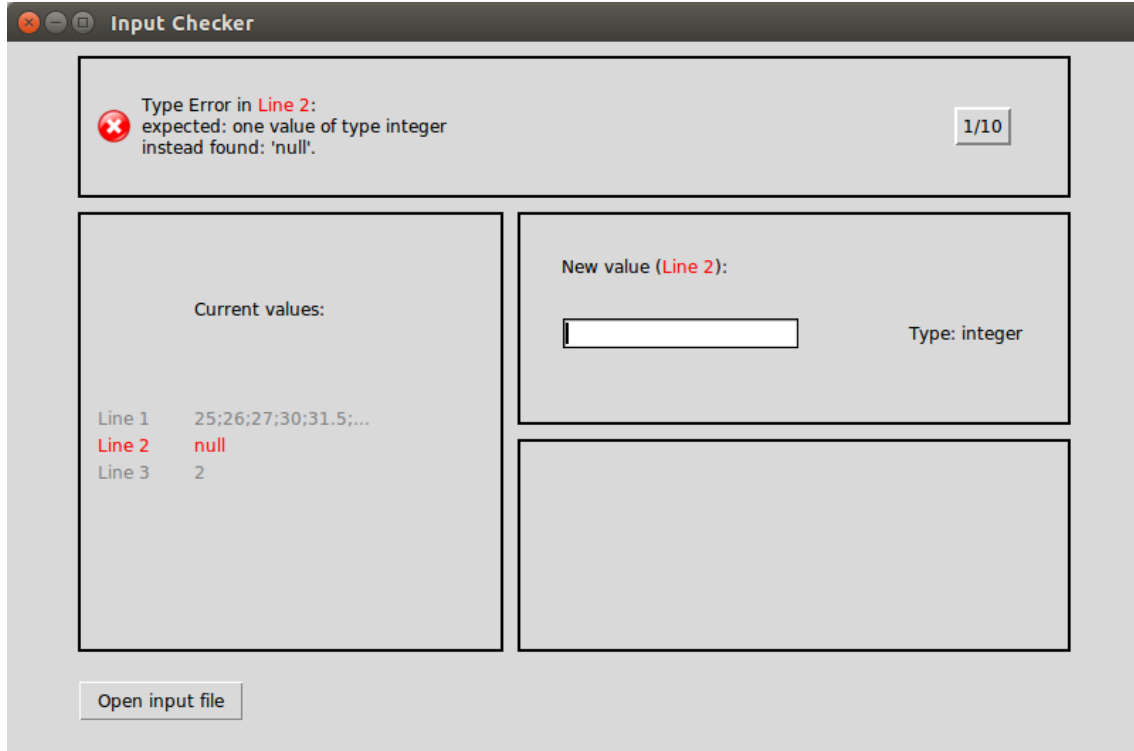 Input Checker
Type Error in Line 2:
expected: one value of type integer
instead found: 'null'.
1/10
Current values:
Line 1 25;26;27;30;31.5;...
Line 2 null
Line 3 2
New value (Line 2):
Type: integer
Open input file